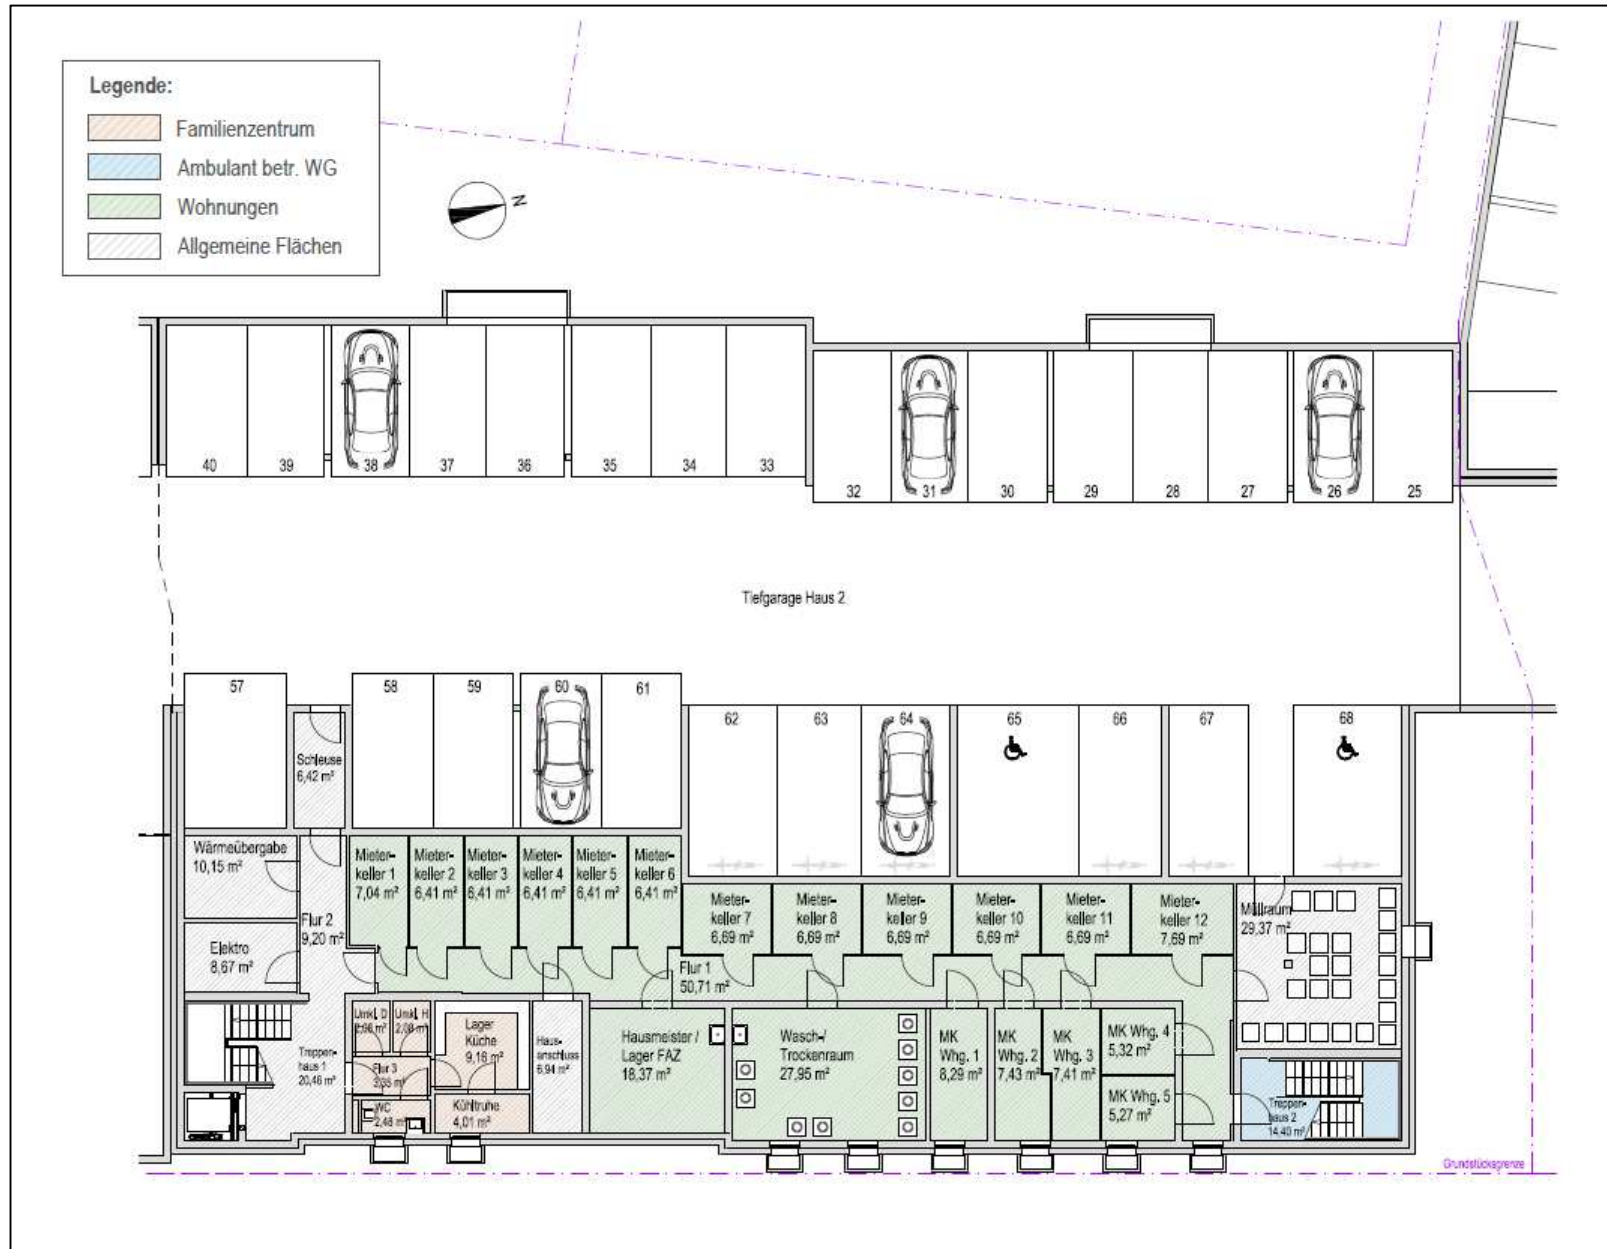 Legende:
Familienzentrum
Ambulant betr. WG
Wohnungen
Allgemeine Flächen
N
40
39
38
37
36
35
34
33
32
31
30
29
28
27
26
25
Tiefgarage Haus 2
57
58
59
60
61
62
63
64
65
66
67
68
Schleuse
6,42 m²
Wärmeübergabe
10,15 m²
Elektro
8,67 m²
Flur 2
9,20 m²
Mieter-
keller 1
7,04 m²
Mieter-
keller 2
6,41 m²
Mieter-
keller 3
6,41 m²
Mieter-
keller 4
6,41 m²
Mieter-
keller 5
6,41 m²
Mieter-
keller 6
6,41 m²
Mieter-
keller 7
6,69 m²
Mieter-
keller 8
6,69 m²
Mieter-
keller 9
6,69 m²
Mieter-
keller 10
6,69 m²
Mieter-
keller 11
6,69 m²
Mieter-
keller 12
7,69 m²
Müllraum
29,37 m²
Flur 1
50,71 m²
Treppen-
haus 1
20,46 m²
Umkl. D
Umkl. H
Flur 3
WC
2,48 m²
Lager
Küche
9,16 m²
Kühltruhe
4,01 m²
Haus-
anschluss
6,94 m²
Hausmeister /
Lager FAZ
18,37 m²
Wasch-/
Trockenraum
27,95 m²
MK
Whg. 1
8,29 m²
MK
Whg. 2
7,43 m²
MK
Whg. 3
7,41 m²
MK Whg. 4
5,32 m²
MK Whg. 5
5,27 m²
Treppen-
haus 2
14,40 m²
Grundstücksgrenze